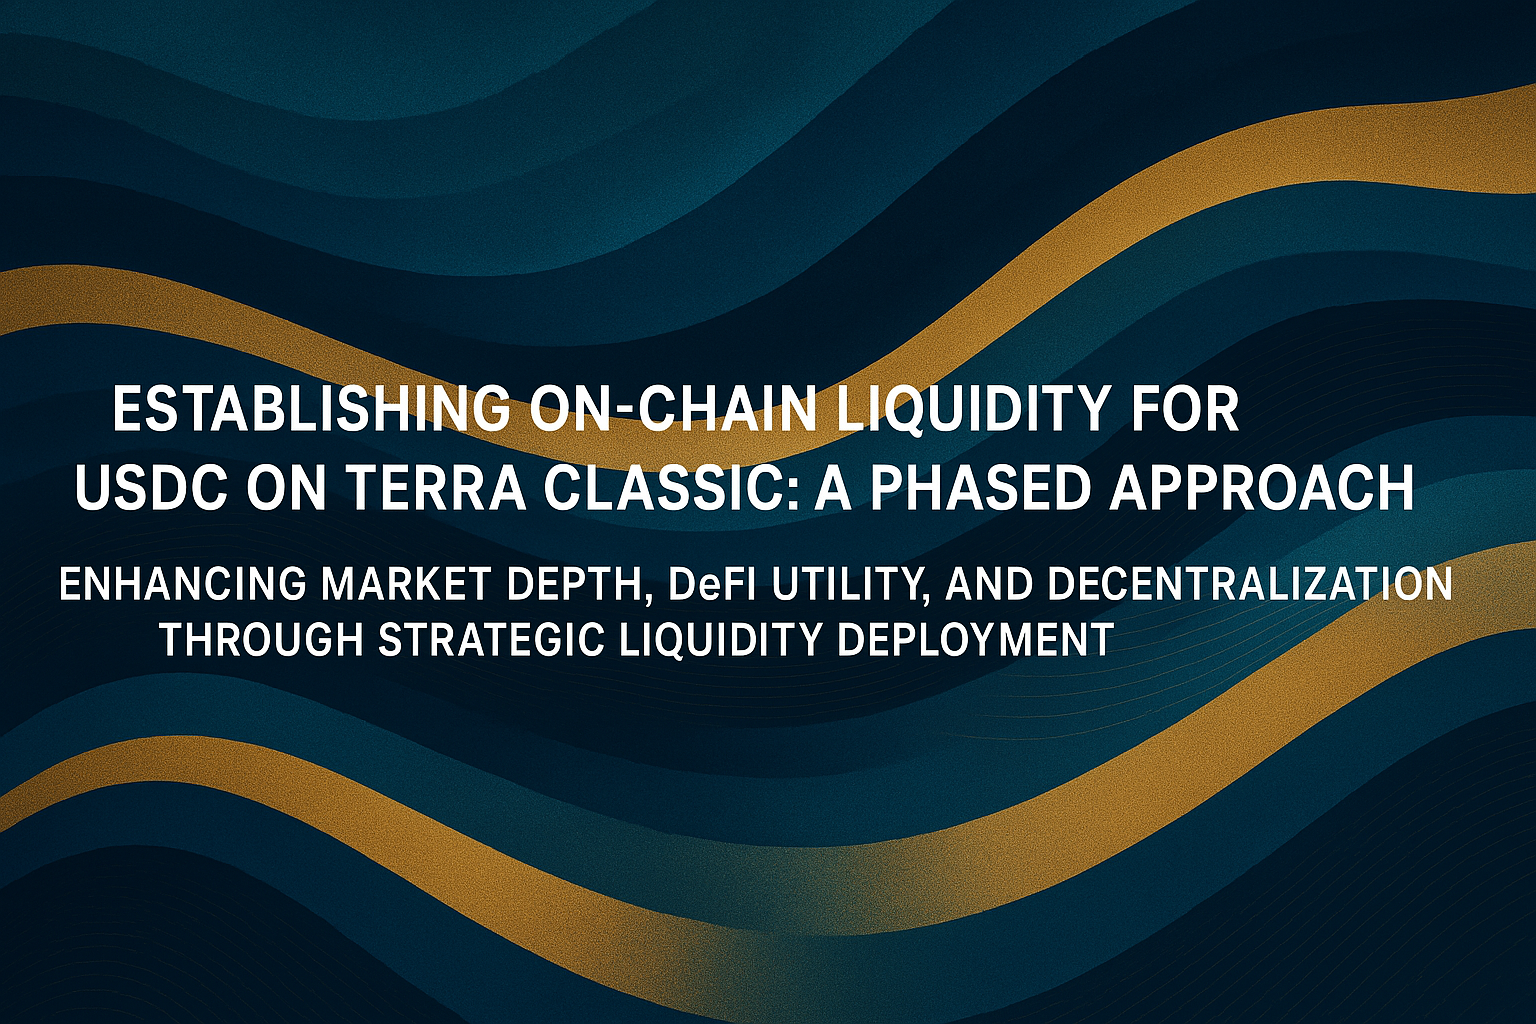 ESTABLISHING ON-CHAIN LIQUIDITY FOR
USDC ON TERRA CLASSIC: A PHASED APPROACH
ENHANCING MARKET DEPTH, DeFI UTILITY, AND DECENTRALIZATION
THROUGH STRATEGIC LIQUIDITY DEPLOYMENT